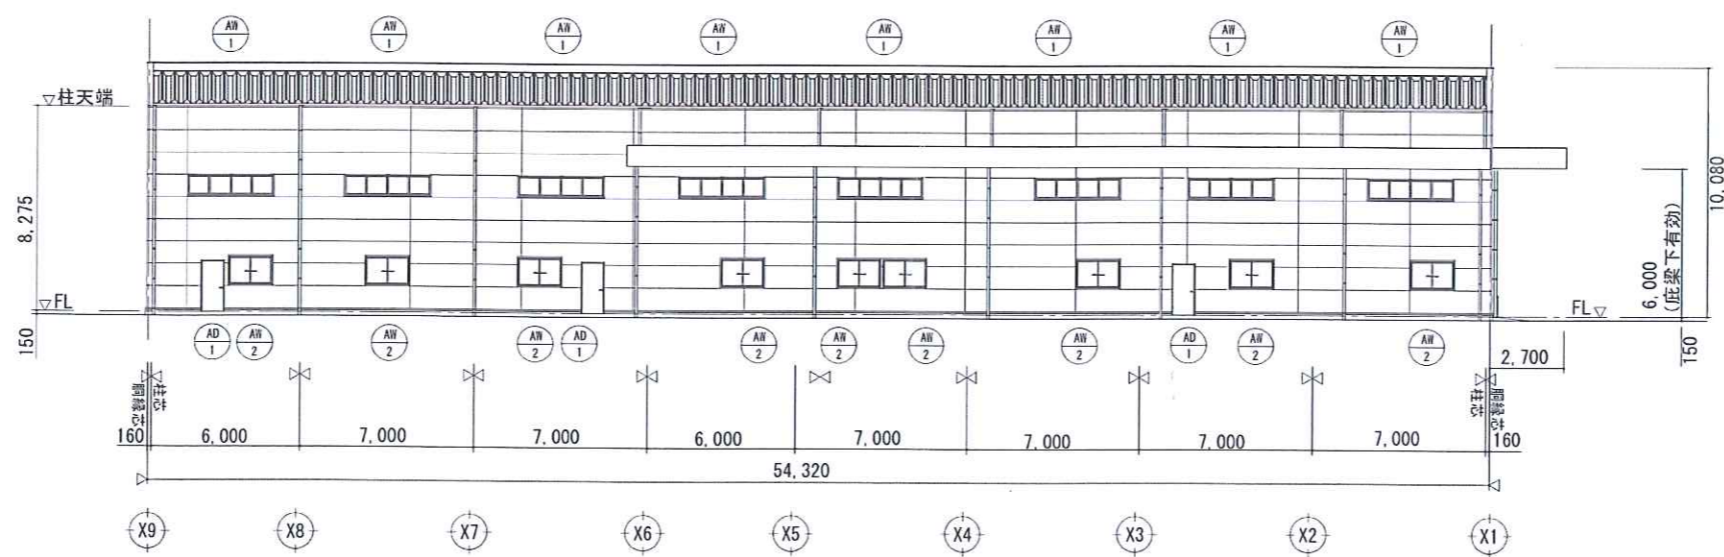 AW 1
AW 1
AW 1
AW 1
AW 1
AW 1
AW 1
AW 1
▽柱天端
8,275
10,080
6,000
(庇梁下有効)
▽FL
FL▽
150
150
AD 1
AW 2
AW 2
AW 2
AD 1
AW 2
AW 2
AW 2
AW 2
AD 1
AW 2
AW 2
2,700
胴縁芯
柱芯
柱芯
胴縁芯
160
6,000
7,000
7,000
6,000
7,000
7,000
7,000
7,000
160
54,320
X9
X8
X7
X6
X5
X4
X3
X2
X1